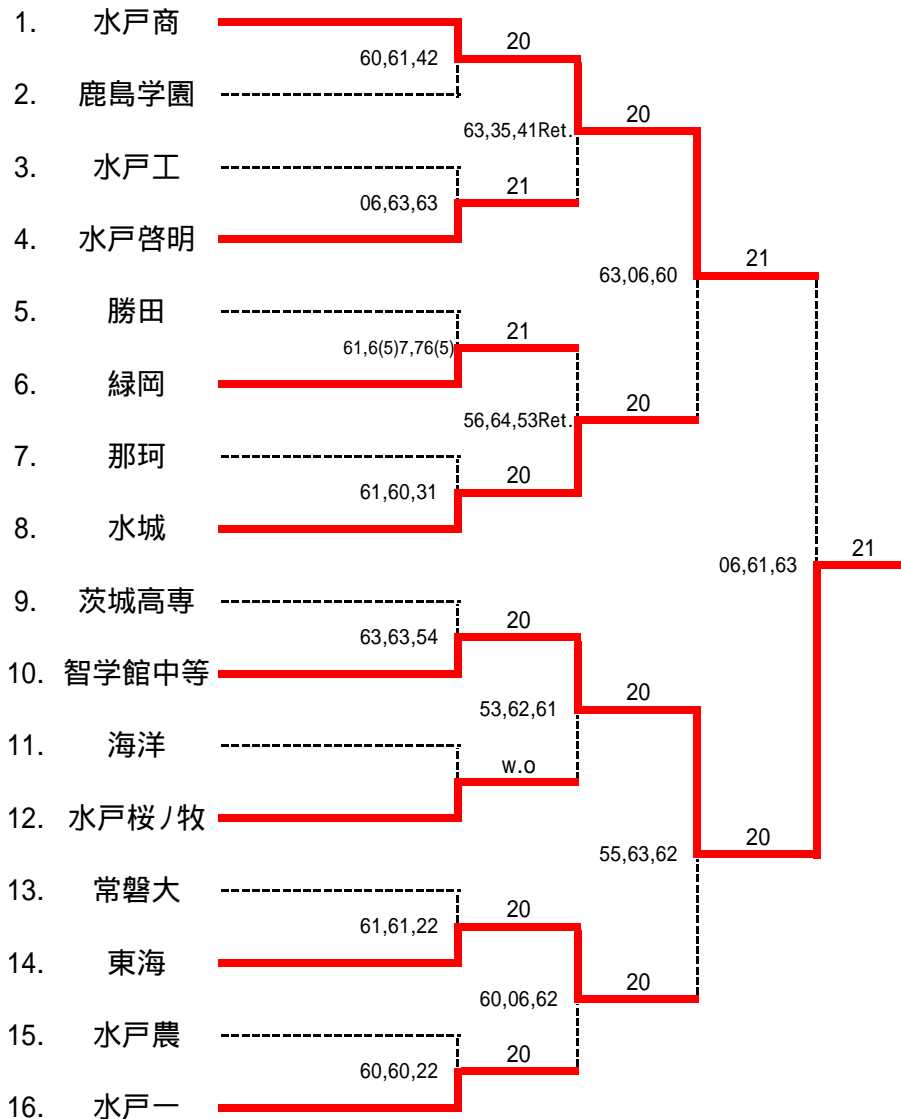 1. 水戸商
20
60,61,42
2. 鹿島学園
63,35,41Ret.
20
3. 水戸工
21
06,63,63
4. 水戸啓明
63,06,60
21
5. 勝田
61,6(5)7,76(5)
21
6. 緑岡
56,64,53Ret.
20
7. 那珂
20
61,60,31
8. 水城
06,61,63
21
9. 茨城高専
20
63,63,54
10. 智学館中等
53,62,61
20
11. 海洋
w.o
12. 水戸桜ノ牧
55,63,62
20
13. 常磐大
20
61,61,22
14. 東海
60,06,62
20
15. 水戸農
20
60,60,22
16. 水戸一